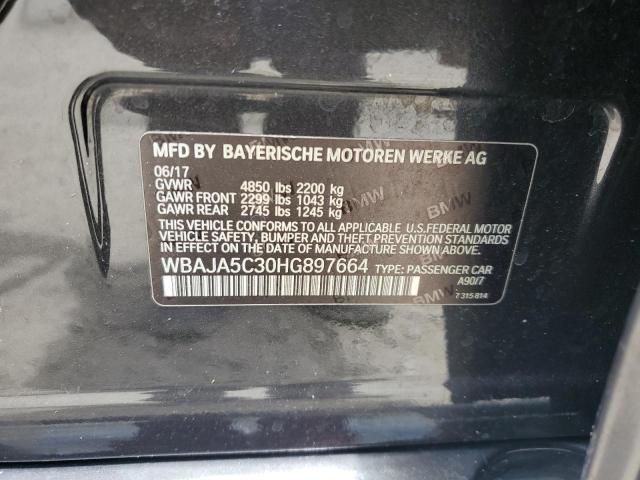 MFD BY BAYERISCHE MOTOREN WERKE AG
06/17
GVWR 4850 lbs 2200 kg
GAWR FRONT 2299 lbs 1043 kg
GAWR REAR 2745 lbs 1245 kg
THIS VEHICLE CONFORMS TO ALL APPLICABLE U.S.FEDERAL MOTOR
VEHICLE SAFETY, BUMPER, AND THEFT PREVENTION STANDARDS
IN EFFECT ON THE DATE OF MANUFACTURE SHOWN ABOVE.
WBAJA5C30HG897664 TYPE: PASSENGER CAR
A90/7
7 315 814